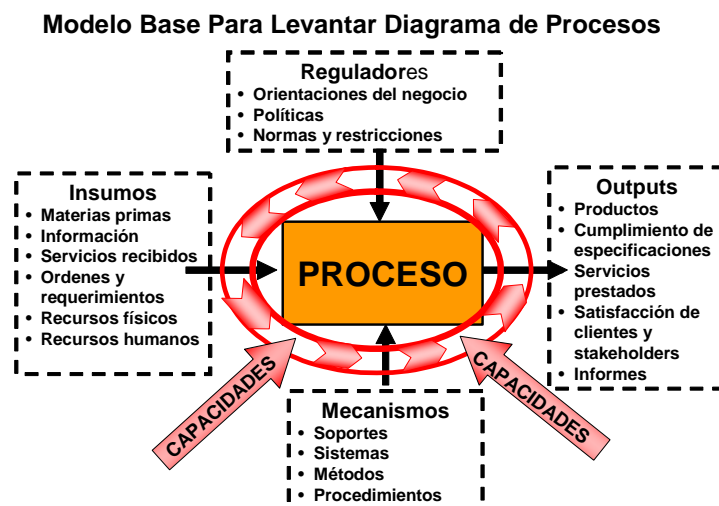 Modelo Base Para Levantar Diagrama de Procesos
Reguladores
• Orientaciones del negocio
• Políticas
• Normas y restricciones
Insumos
• Materias primas
• Información
• Servicios recibidos
• Ordenes y
requerimientos
• Recursos físicos
• Recursos humanos
PROCESO
Outputs
• Productos
• Cumplimiento de
especificaciones
• Servicios
prestados
• Satisfacción de
clientes y
stakeholders
• Informes
CAPACIDADES
CAPACIDADES
Mecanismos
• Soportes
• Sistemas
• Métodos
• Procedimientos